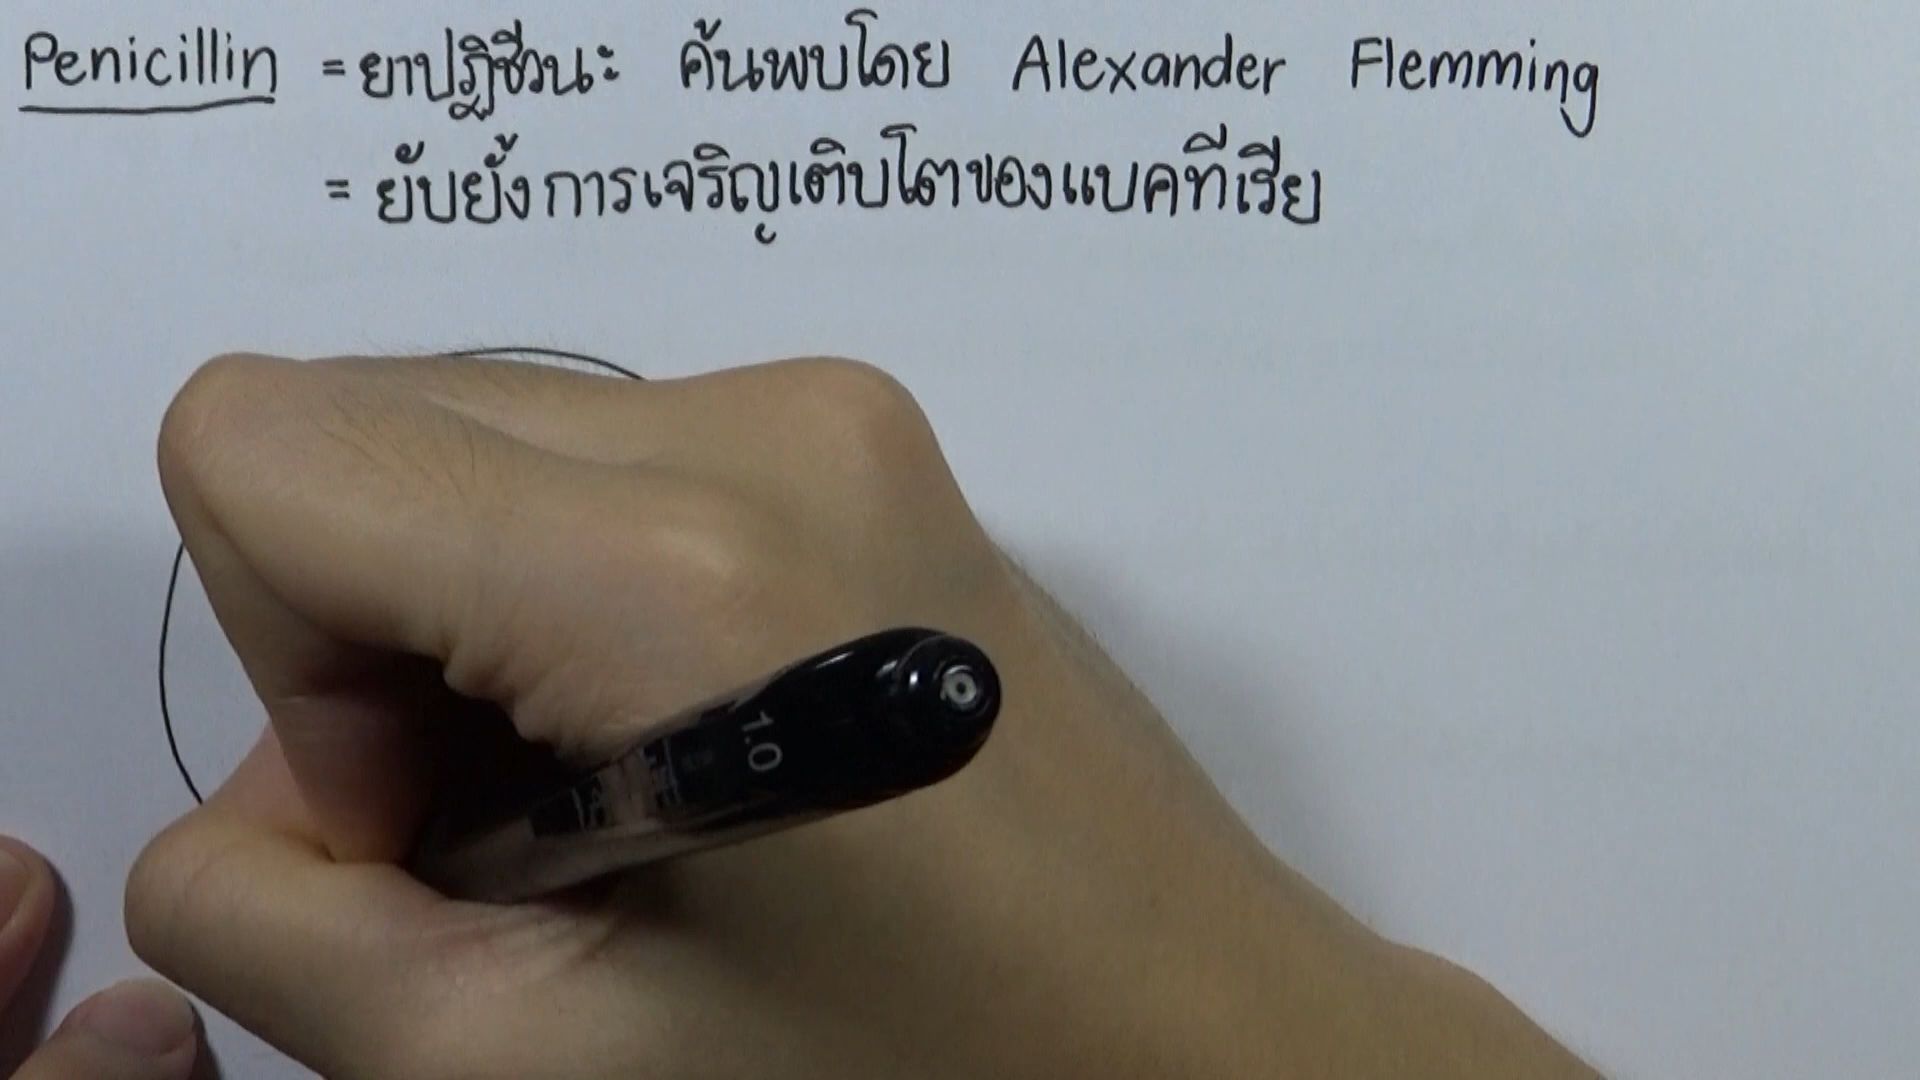 Penicillin = ยาปฏิชีวนะ ค้นพบโดย Alexander Flemming
= ยับยั้งการเจริญเติบโตของแบคทีเรีย
1.0